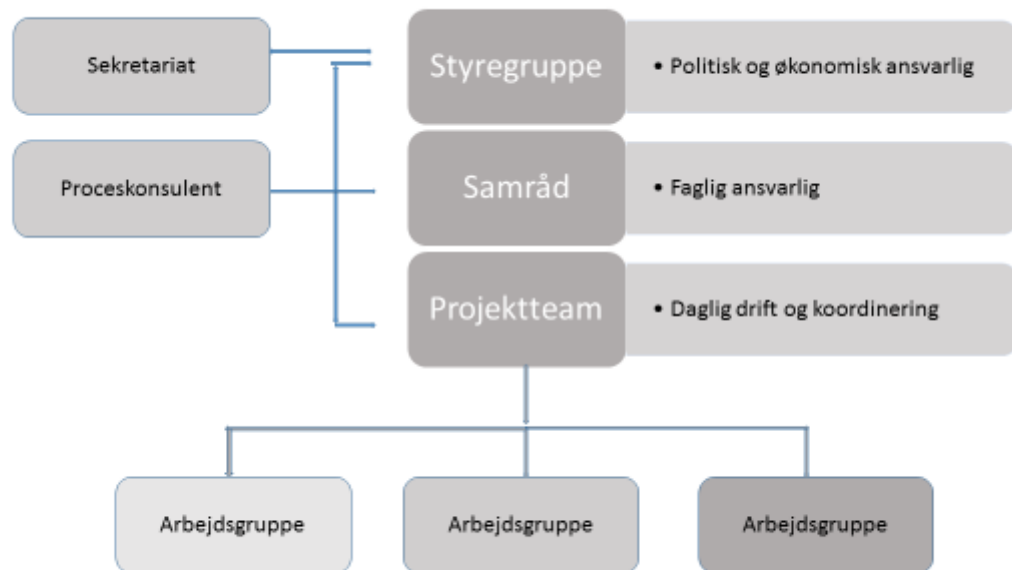 Sekretariat
Styregruppe
• Politisk og økonomisk ansvarlig
Proceskonsulent
Samråd
• Faglig ansvarlig
Projektteam
• Daglig drift og koordinering
Arbejdsgruppe
Arbejdsgruppe
Arbejdsgruppe